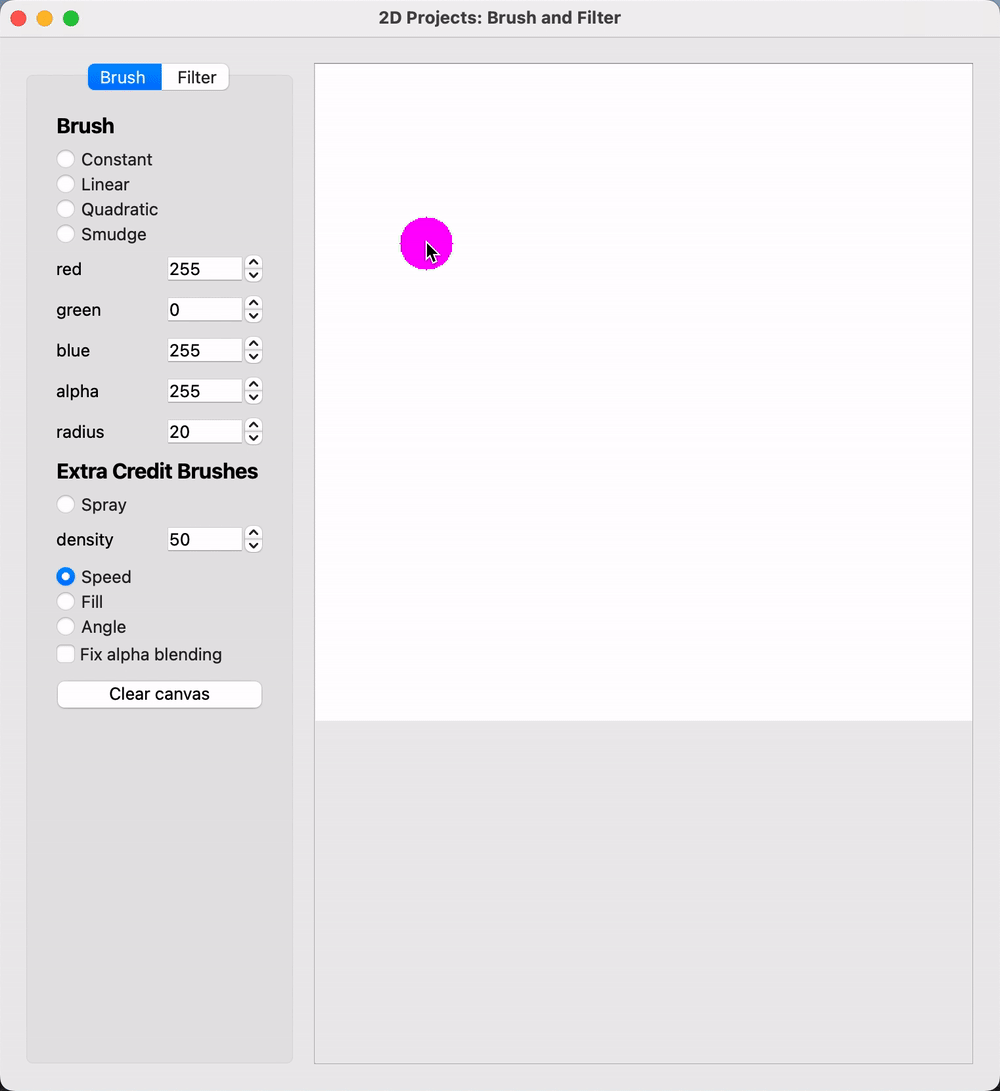 2D Projects: Brush and Filter
Brush Filter
Brush
Constant
Linear
Quadratic
Smudge
red 255
green 0
blue 255
alpha 255
radius 20
Extra Credit Brushes
Spray
density 50
Speed
Fill
Angle
Fix alpha blending
Clear canvas